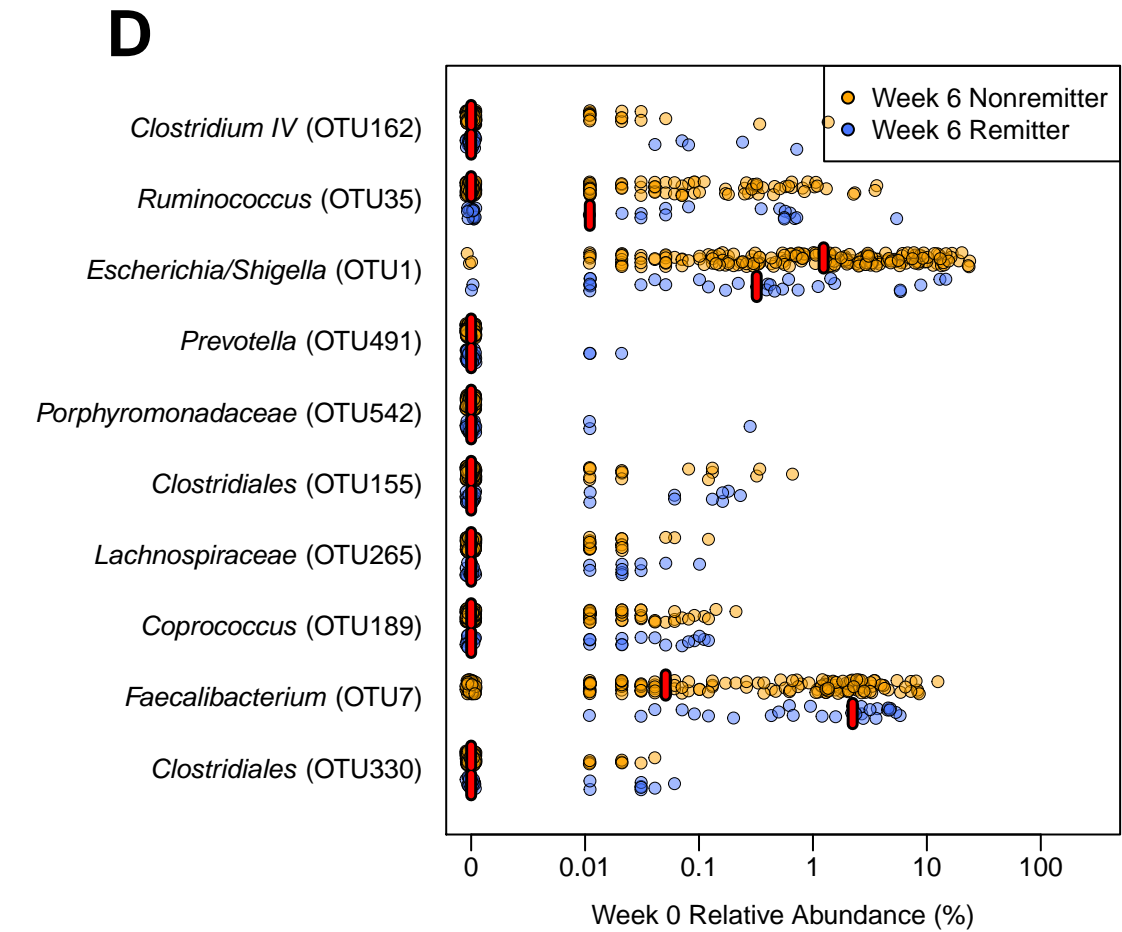 D
Week 6 Nonremitter
Week 6 Remitter
Clostridium IV (OTU162)
Ruminococcus (OTU35)
Escherichia/Shigella (OTU1)
Prevotella (OTU491)
Porphyromonadaceae (OTU542)
Clostridiales (OTU155)
Lachnospiraceae (OTU265)
Coprococcus (OTU189)
Faecalibacterium (OTU7)
Clostridiales (OTU330)
0 0.01 0.1 1 10 100
Week 0 Relative Abundance (%)